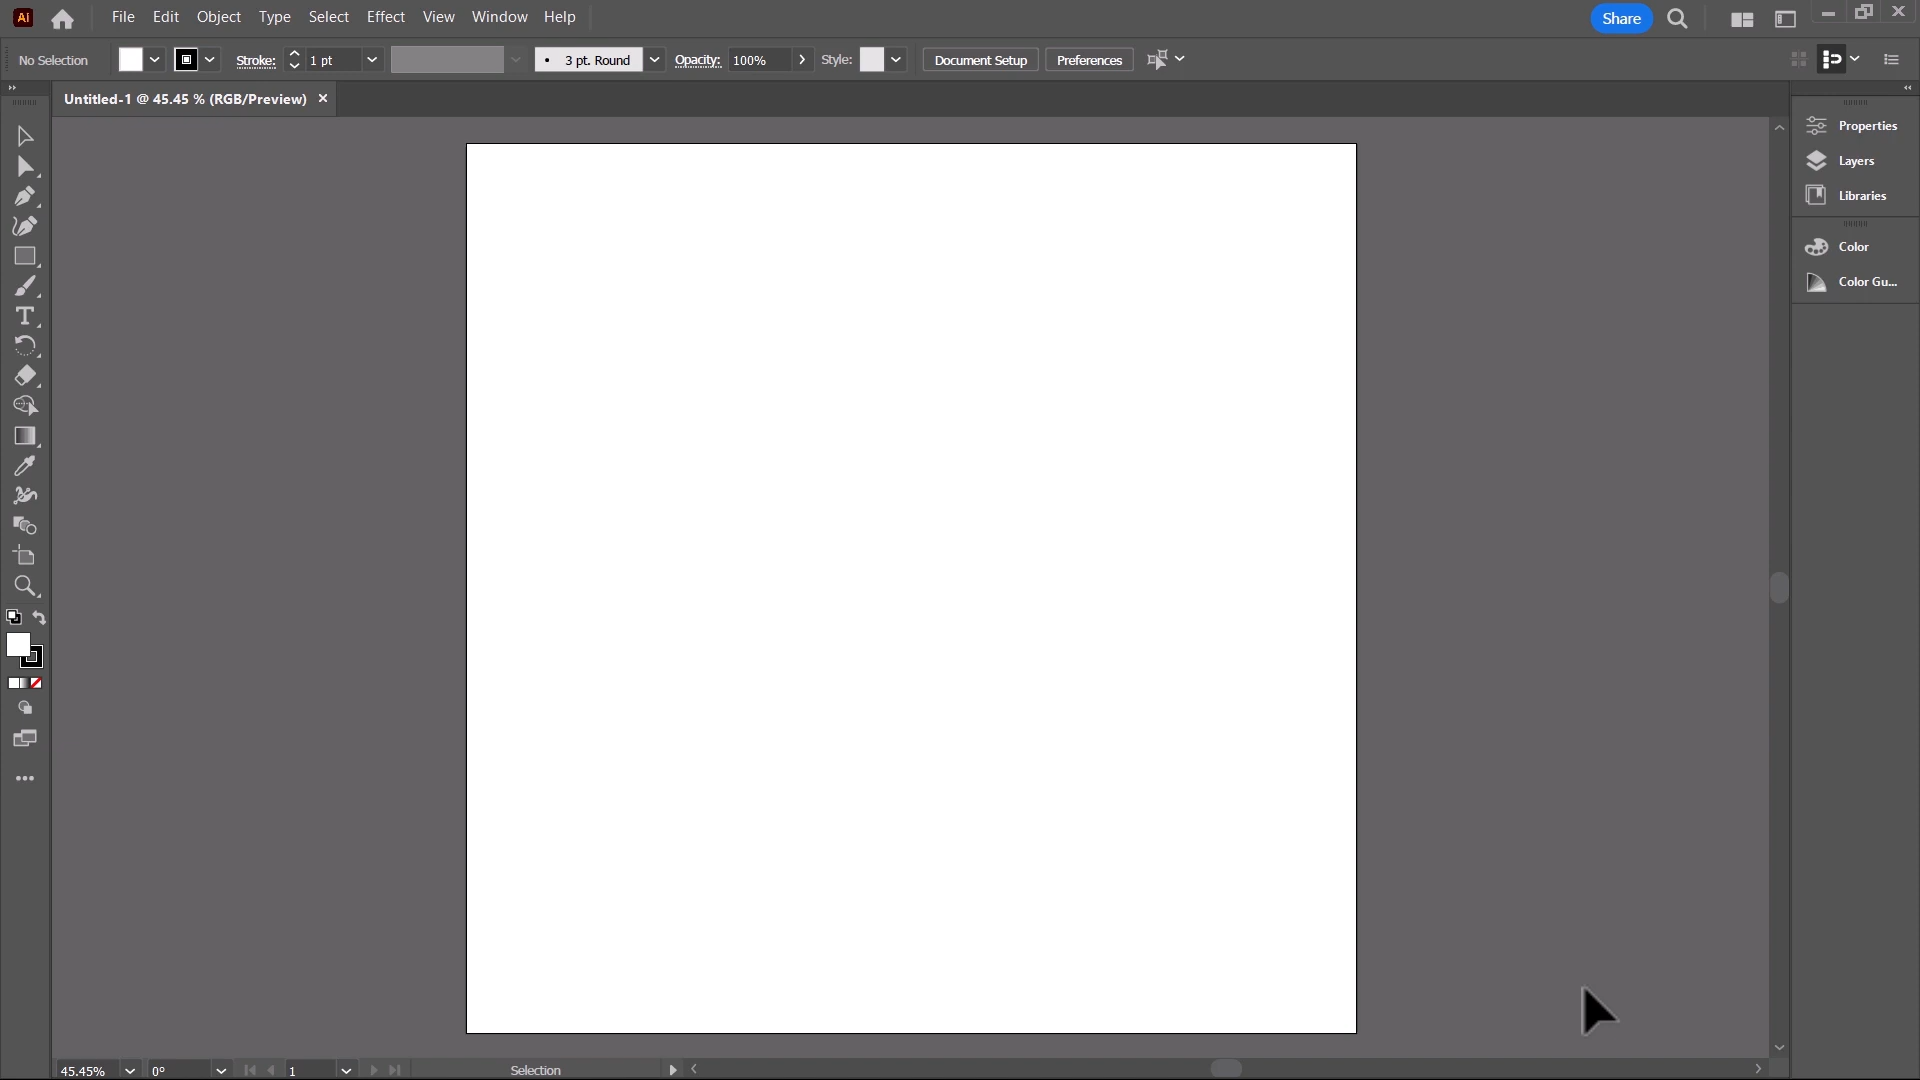 Ai File Edit Object Type Select Effect View Window Help Share
No Selection Stroke: 1 pt 3 pt. Round Opacity: 100% Style: Document Setup Preferences
Untitled-1 @ 45.45 % (RGB/Preview)
Properties
Layers
Libraries
Color
Color Gu...
45.45% 0° 1 Selection